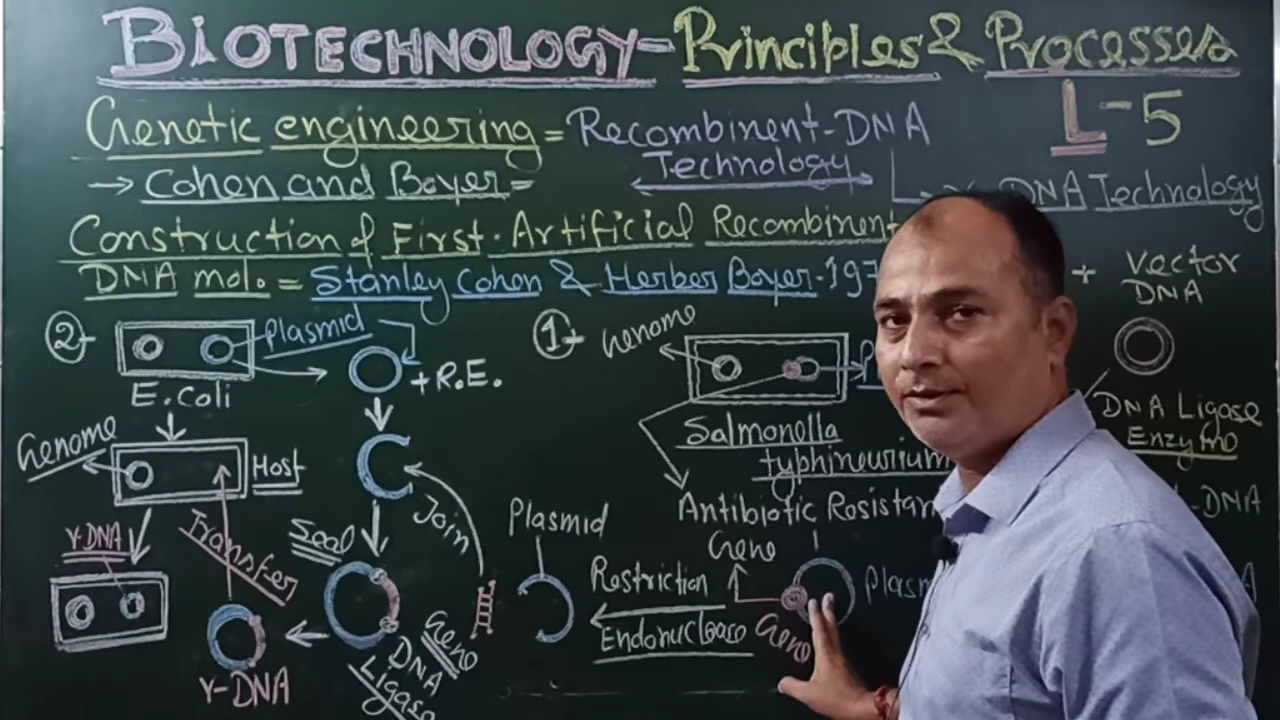 BIOTECHNOLOGY-Principles & Processes
L-5
Genetic engineering = Recombinent-DNA
Technology
→ Cohen and Boyer=
DNA Technology
Construction of First Artificial Recombinent
DNA mol. = Stanley Cohen & Herber Boyer-197
+ Vector
DNA
2-
Plasmid
E.Coli
+ R.E.
Genome
Host
r-DNA
Transfer
Seal
Join
Gene
DNA
Ligase
r-DNA
1-
Genome
Salmonella
typhineurium
Antibiotic Resistan
Gene
Plasmid
Restriction
Endonuclease
Gene
Plasm
DNA Ligase
Enzyme
-DNA